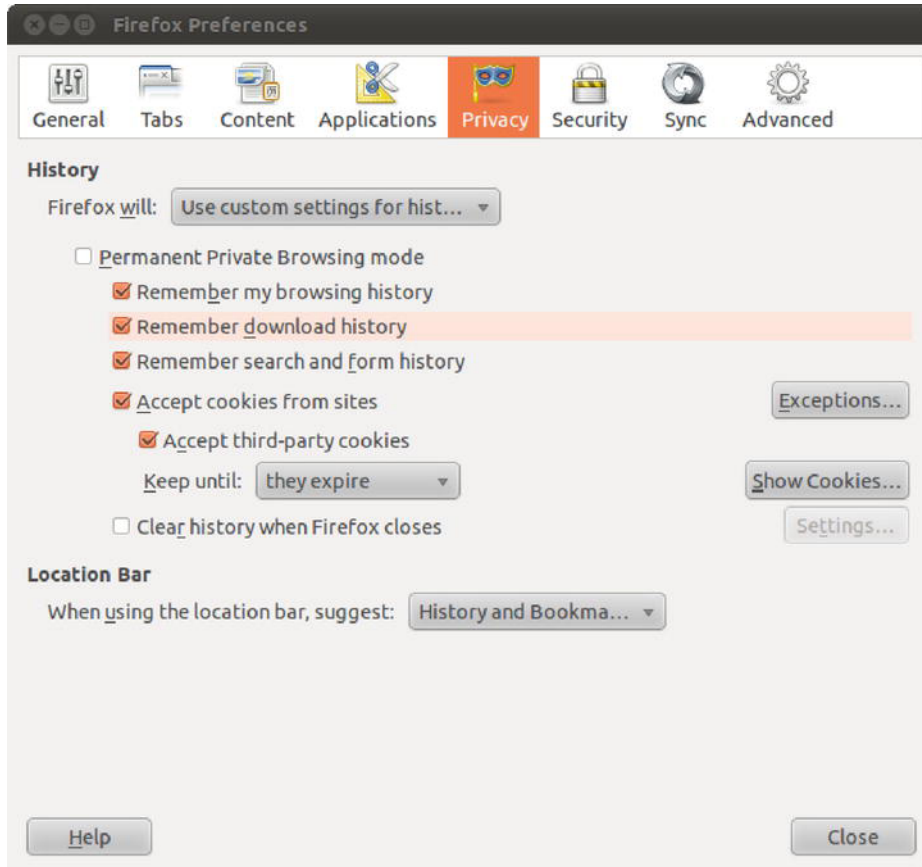 Firefox Preferences
General Tabs Content Applications Privacy Security Sync Advanced
History
Firefox will: Use custom settings for hist...
Permanent Private Browsing mode
Remember my browsing history
Remember download history
Remember search and form history
Accept cookies from sites Exceptions...
Accept third-party cookies
Keep until: they expire Show Cookies...
Clear history when Firefox closes Settings...
Location Bar
When using the location bar, suggest: History and Bookma...
Help Close